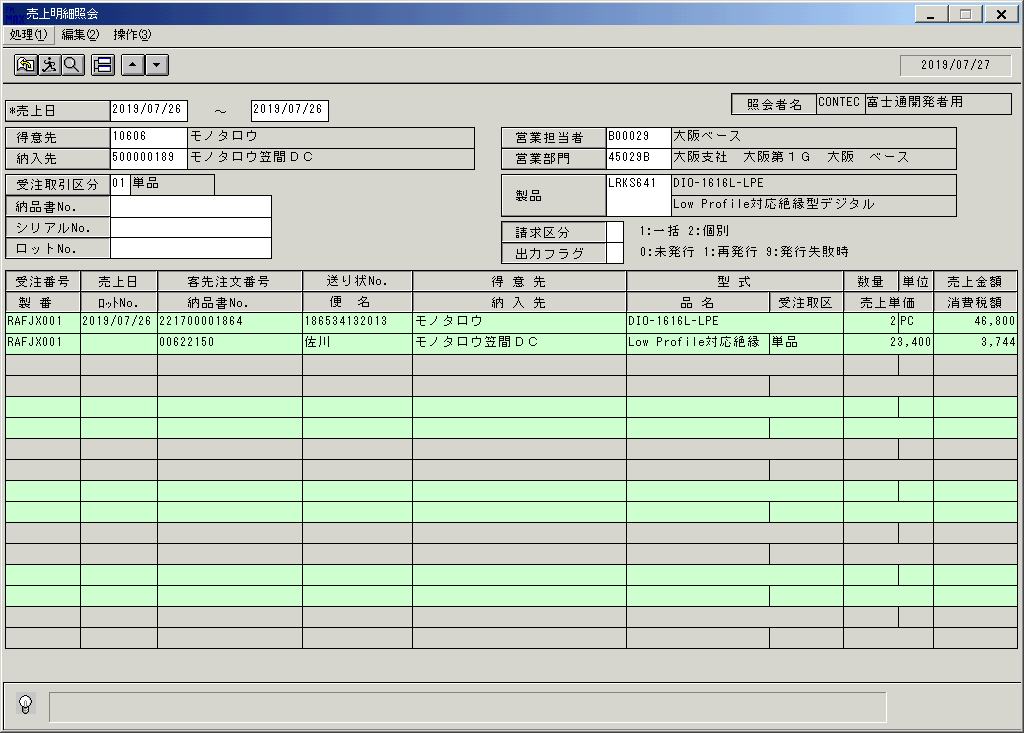 売上明細照会
処理(1) 編集(2) 操作(3)
2019/07/27
照会者名 CONTEC 富士通開発者用
*売上日 2019/07/26 ～ 2019/07/26
得意先 10606 モノタロウ
納入先 500000189 モノタロウ笠間ＤＣ
営業担当者 B00029 大阪ベース
営業部門 45029B 大阪支社　大阪第１Ｇ　大阪　ベース
受注取引区分 01 単品
納品書No.
シリアルNo.
ロットNo.
製品 LRKS641 DIO-1616L-LPE
Low Profile対応絶縁型デジタル
請求区分 1:一括 2:個別
出力フラグ 0:未発行 1:再発行 9:発行失敗時
受注番号 売上日 客先注文番号 送り状No. 得 意 先 型 式 数量 単位 売上金額
製 番 ﾛｯﾄNo. 納品書No. 便 名 納 入 先 品 名 受注取区 売上単価 消費税額
RAFJX001 2019/07/26 221700001864 186534132013 モノタロウ DIO-1616L-LPE 2 PC 46,800
RAFJX001 00622150 佐川 モノタロウ笠間ＤＣ Low Profile対応絶縁 単品 23,400 3,744